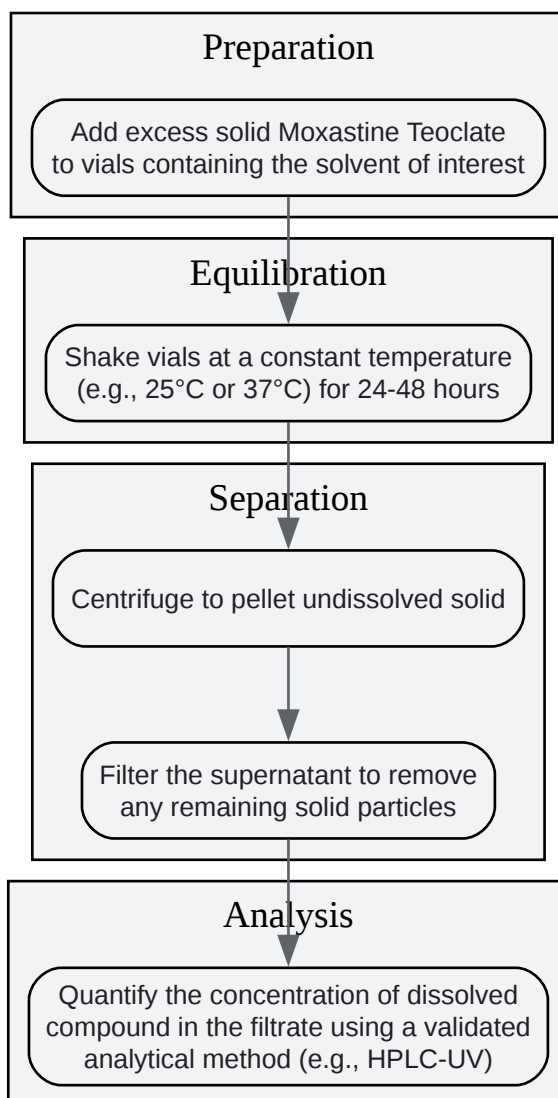 Preparation
Add excess solid Moxastine Teoclate
to vials containing the solvent of interest
Equilibration
Shake vials at a constant temperature
(e.g., 25°C or 37°C) for 24-48 hours
Separation
Centrifuge to pellet undissolved solid
Filter the supernatant to remove
any remaining solid particles
Analysis
Quantify the concentration of dissolved
compound in the filtrate using a validated
analytical method (e.g., HPLC-UV)